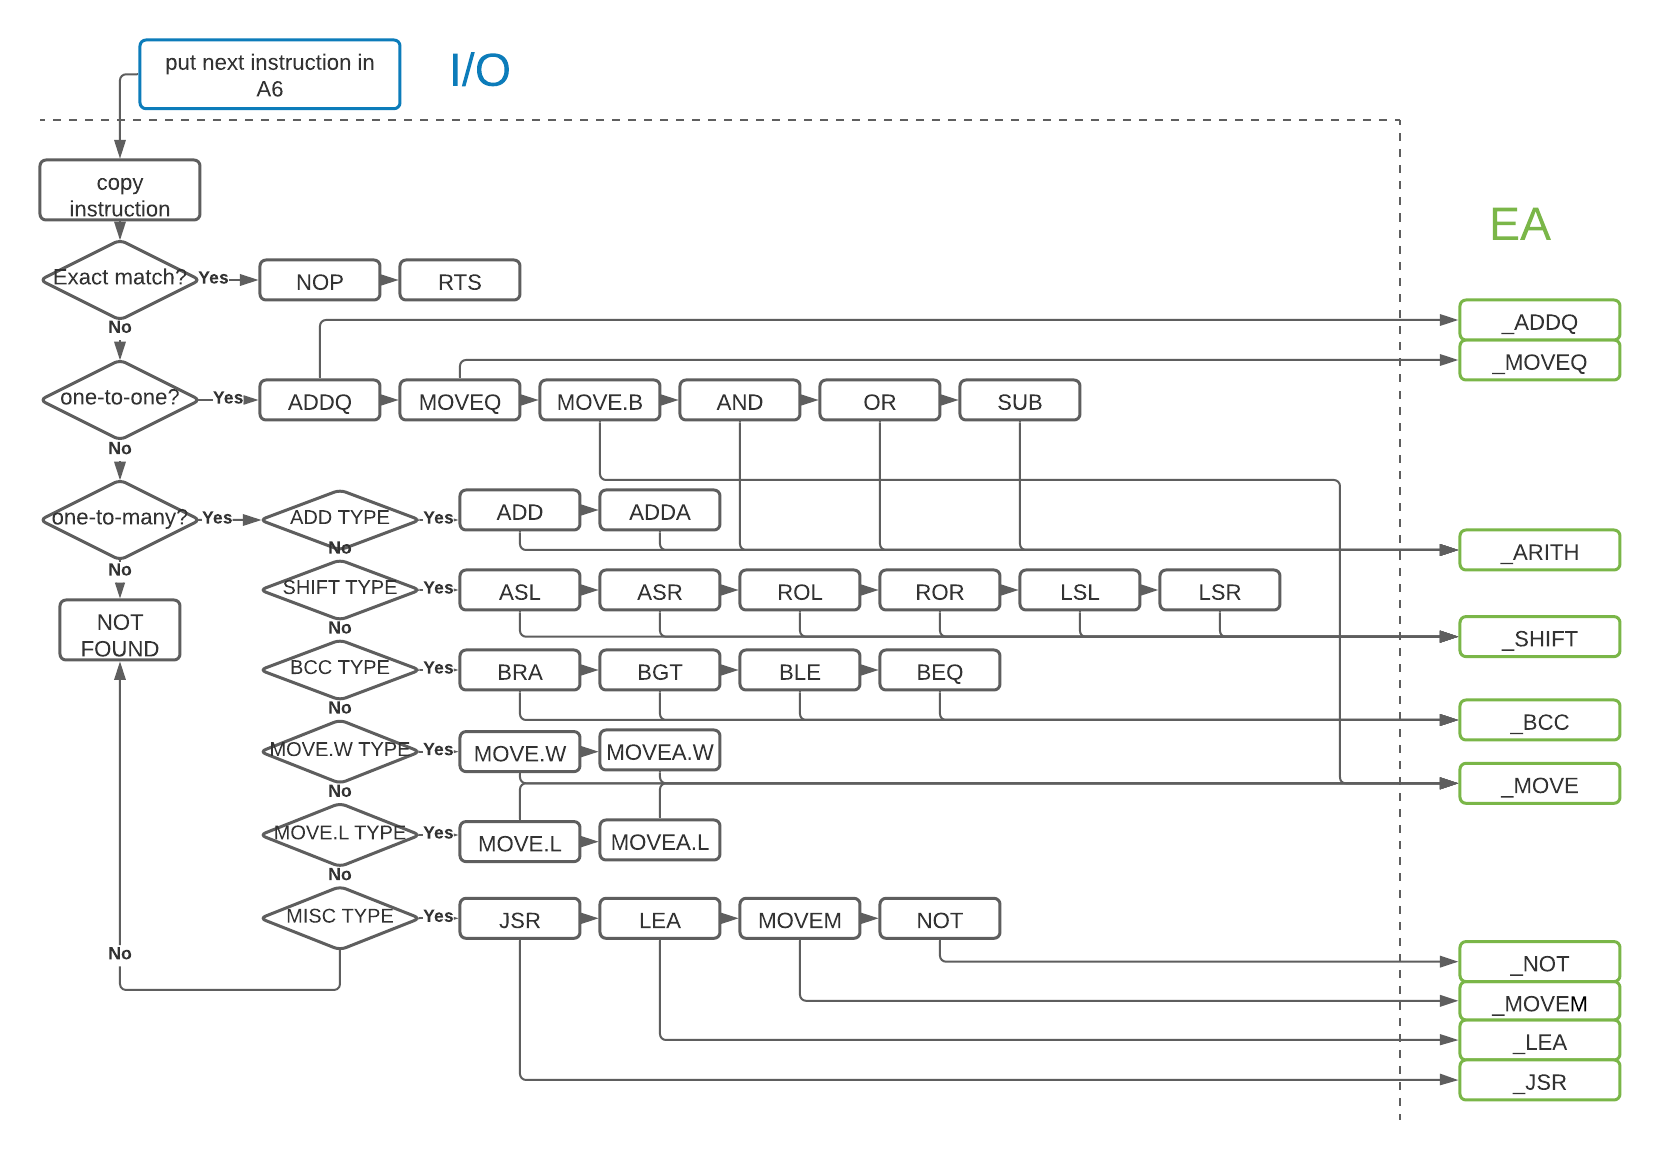 put next instruction in
A6
I/O
copy
instruction
EA
Exact match?
Yes
NOP
RTS
No
_ADDQ
_MOVEQ
one-to-one?
Yes
ADDQ
MOVEQ
MOVE.B
AND
OR
SUB
No
one-to-many?
Yes
ADD TYPE
Yes
ADD
ADDA
No
_ARITH
No
SHIFT TYPE
Yes
ASL
ASR
ROL
ROR
LSL
LSR
NOT
FOUND
No
_SHIFT
BCC TYPE
Yes
BRA
BGT
BLE
BEQ
No
_BCC
MOVE.W TYPE
Yes
MOVE.W
MOVEA.W
No
_MOVE
MOVE.L TYPE
Yes
MOVE.L
MOVEA.L
No
MISC TYPE
Yes
JSR
LEA
MOVEM
NOT
No
_NOT
_MOVEM
_LEA
_JSR